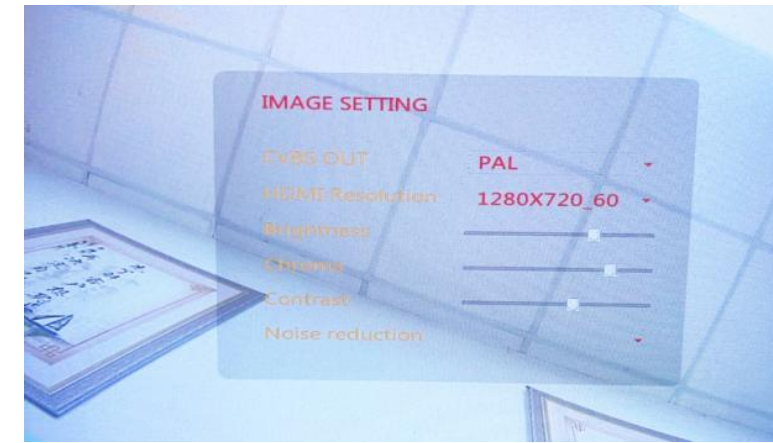 IMAGE SETTING
CVBS OUT PAL
HDMI Resolution 1280X720_60
Brightness
Chroma
Contrast
Noise reduction